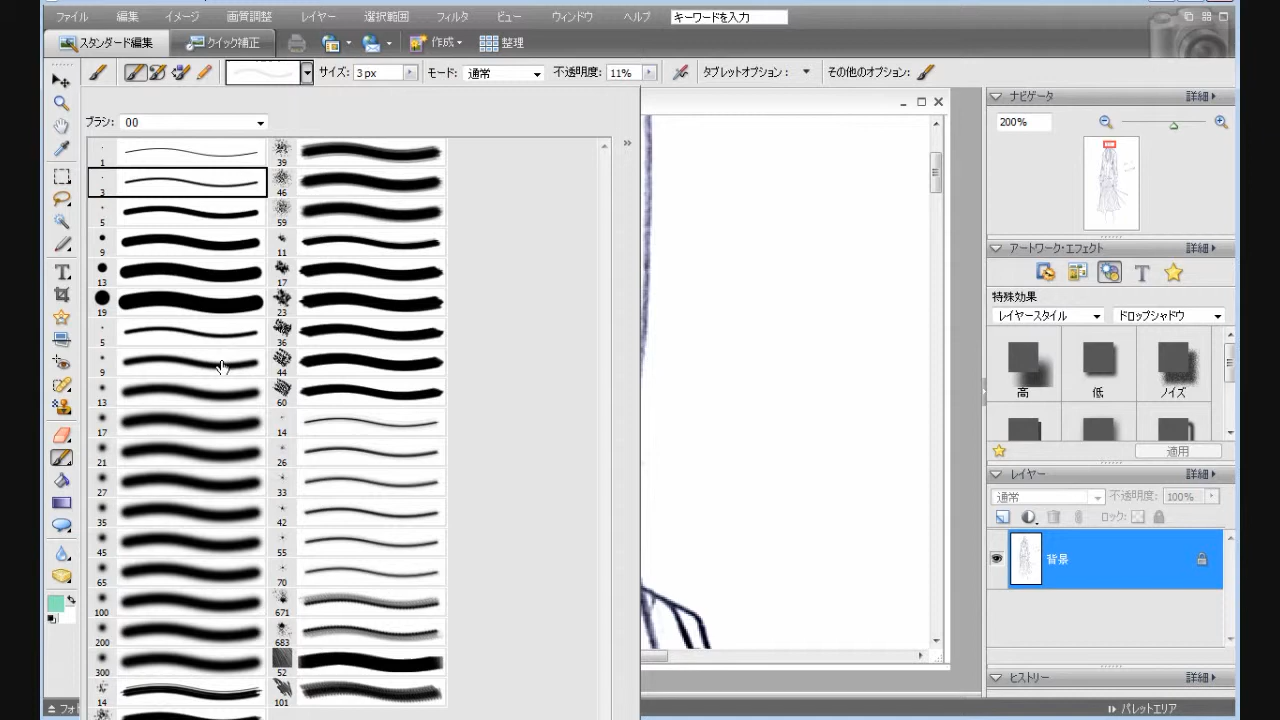 ファイル 編集 イメージ 画質調整 レイヤー 選択範囲 フィルタ ビュー ウィンドウ ヘルプ キーワードを入力
スタンダード編集 クイック補正 作成 整理
サイズ: 3 px モード: 通常 不透明度: 11% タブレットオプション: その他のオプション:
ブラシ: 00
1
3
5
9
13
19
5
9
13
17
21
27
35
45
65
100
200
300
14
39
46
59
11
17
23
36
44
60
14
26
33
42
55
70
671
683
52
101
ナビゲータ 詳細
200%
アートワーク・エフェクト 詳細
特殊効果
レイヤースタイル ドロップシャドウ
高 低 ノイズ
適用
レイヤー 詳細
通常 不透明度: 100%
ロック:
背景
ヒストリー 詳細
パレットエリア
フォ